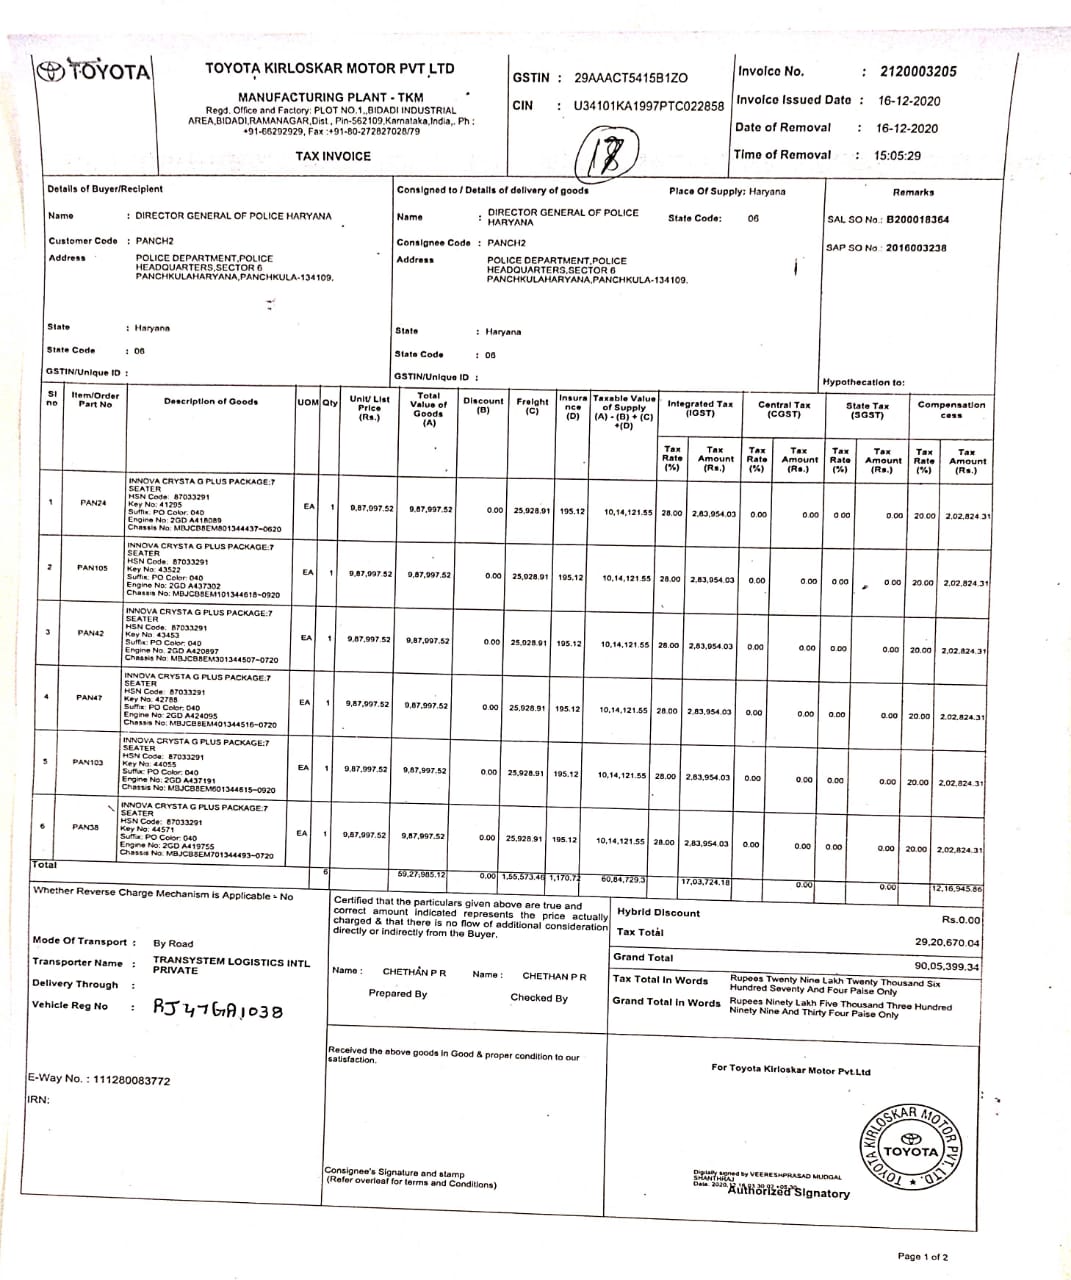 TOYOTA
TOYOTA KIRLOSKAR MOTOR PVT LTD
MANUFACTURING PLANT - TKM
Regd. Office and Factory: PLOT NO.1.,BIDADI INDUSTRIAL
AREA,BIDADI,RAMANAGAR,Dist , Pin-562109,Karnataka,India,. Ph :
+91-66292929, Fax :+91-80-272827028/79
TAX INVOICE
GSTIN : 29AAACT5415B1ZO
CIN : U34101KA1997PTC022858
18
Invoice No. : 2120003205
Invoice Issued Date : 16-12-2020
Date of Removal : 16-12-2020
Time of Removal : 15:05:29
Details of Buyer/Recipient
Name : DIRECTOR GENERAL OF POLICE HARYANA
Customer Code : PANCH2
Address POLICE DEPARTMENT,POLICE
HEADQUARTERS,SECTOR 6
PANCHKULAHARYANA,PANCHKULA-134109,
State : Haryana
State Code : 06
GSTIN/Unique ID :
Consigned to / Details of delivery of goods Place Of Supply: Haryana
Name : DIRECTOR GENERAL OF POLICE
HARYANA
State Code: 06
Consignee Code : PANCH2
Address POLICE DEPARTMENT,POLICE
HEADQUARTERS,SECTOR 6
PANCHKULAHARYANA,PANCHKULA-134109.
State : Haryana
State Code : 06
GSTIN/Unique ID :
Remarks
SAL SO No.: B200018364
SAP SO No.: 2016003238
Hypothecation to:
Sl no Item/Order Part No Description of Goods UOM Qty Unit/ List Price (Rs.) Total Value of Goods (A) Discount (B) Freight (C) Insura nce (D) Taxable Value of Supply (A) - (B) + (C) +(D) Integrated Tax (IGST) Central Tax (CGST) State Tax (SGST) Compensation cess
Tax Rate (%) Tax Amount (Rs.) Tax Rate (%) Tax Amount (Rs.) Tax Rate (%) Tax Amount (Rs.) Tax Rate (%) Tax Amount (Rs.)
INNOVA CRYSTA G PLUS PACKAGE:7
SEATER
HSN Code: 87033291
Key No: 41295
Suffix: PO Color: 040
Engine No: 2GD A418089
Chassis No: MBJCB8EM801344437-0620
1 PAN24 EA 1 9,87,997.52 9,87,997.52 0.00 25,928.91 195.12 10,14,121.55 28.00 2,83,954.03 0.00 0.00 0.00 0.00 20.00 2,02,824.31
INNOVA CRYSTA G PLUS PACKAGE:7
SEATER
HSN Code: 87033291
Key No: 43522
Suffix: PO Color: 040
Engine No: 2GD A437302
Chassis No: MBJCB8EM101344618-0920
2 PAN105 EA 1 9,87,997.52 9,87,997.52 0.00 25,928.91 195.12 10,14,121.55 28.00 2,83,954.03 0.00 0.00 0.00 0.00 20.00 2,02,824.31
INNOVA CRYSTA G PLUS PACKAGE:7
SEATER
HSN Code: 87033291
Key No: 43453
Suffix: PO Color: 040
Engine No: 2GD A420897
Chassis No: MBJCB8EM301344507-0720
3 PAN42 EA 1 9,87,997.52 9,87,997.52 0.00 25,928.91 195.12 10,14,121.55 28.00 2,83,954.03 0.00 0.00 0.00 0.00 20.00 2,02,824.31
INNOVA CRYSTA G PLUS PACKAGE:7
SEATER
HSN Code: 87033291
Key No: 42788
Suffix: PO Color: 040
Engine No: 2GD A424095
Chassis No: MBJCB8EM401344516-0720
4 PAN47 EA 1 9,87,997.52 9,87,997.52 0.00 25,928.91 195.12 10,14,121.55 28.00 2,83,954.03 0.00 0.00 0.00 0.00 20.00 2,02,824.31
INNOVA CRYSTA G PLUS PACKAGE:7
SEATER
HSN Code: 87033291
Key No: 44055
Suffix: PO Color: 040
Engine No: 2GD A437191
Chassis No: MBJCB8EM601344615-0920
5 PAN103 EA 1 9,87,997.52 9,87,997.52 0.00 25,928.91 195.12 10,14,121.55 28.00 2,83,954.03 0.00 0.00 0.00 0.00 20.00 2,02,824.31
INNOVA CRYSTA G PLUS PACKAGE:7
SEATER
HSN Code: 87033291
Key No: 44571
Suffix: PO Color: 040
Engine No: 2GD A419755
Chassis No: MBJCB8EM701344493-0720
6 PAN38 EA 1 9,87,997.52 9,87,997.52 0.00 25,928.91 195.12 10,14,121.55 28.00 2,83,954.03 0.00 0.00 0.00 0.00 20.00 2,02,824.31
Total 6 59,27,985.12 0.00 1,55,573.46 1,170.72 60,84,729.3 17,03,724.18 0.00 0.00 12,16,945.86
Whether Reverse Charge Mechanism is Applicable - No
Mode Of Transport : By Road
Transporter Name : TRANSYSTEM LOGISTICS INTL
PRIVATE
Delivery Through :
Vehicle Reg No : RJ47GA1038
E-Way No. : 111280083772
IRN:
Certified that the particulars given above are true and
correct amount indicated represents the price actually
charged & that there is no flow of additional consideration
directly or indirectly from the Buyer.
Name : CHETHAN P R Name : CHETHAN P R
Prepared By Checked By
Received the above goods in Good & proper condition to our
satisfaction.
Consignee's Signature and stamp
(Refer overleaf for terms and Conditions)
Hybrid Discount Rs.0.00
Tax Total 29,20,670.04
Grand Total 90,05,399.34
Tax Total In Words Rupees Twenty Nine Lakh Twenty Thousand Six
Hundred Seventy And Four Paise Only
Grand Total In Words Rupees Ninety Lakh Five Thousand Three Hundred
Ninety Nine And Thirty Four Paise Only
For Toyota Kirloskar Motor Pvt.Ltd
TOYOTA KIRLOSKAR MOTOR PVT. LTD.
TOYOTA
Digitally signed by VEERESHPRASAD MUDGAL
SHANTHRAJ
Authorized Signatory
Page 1 of 2